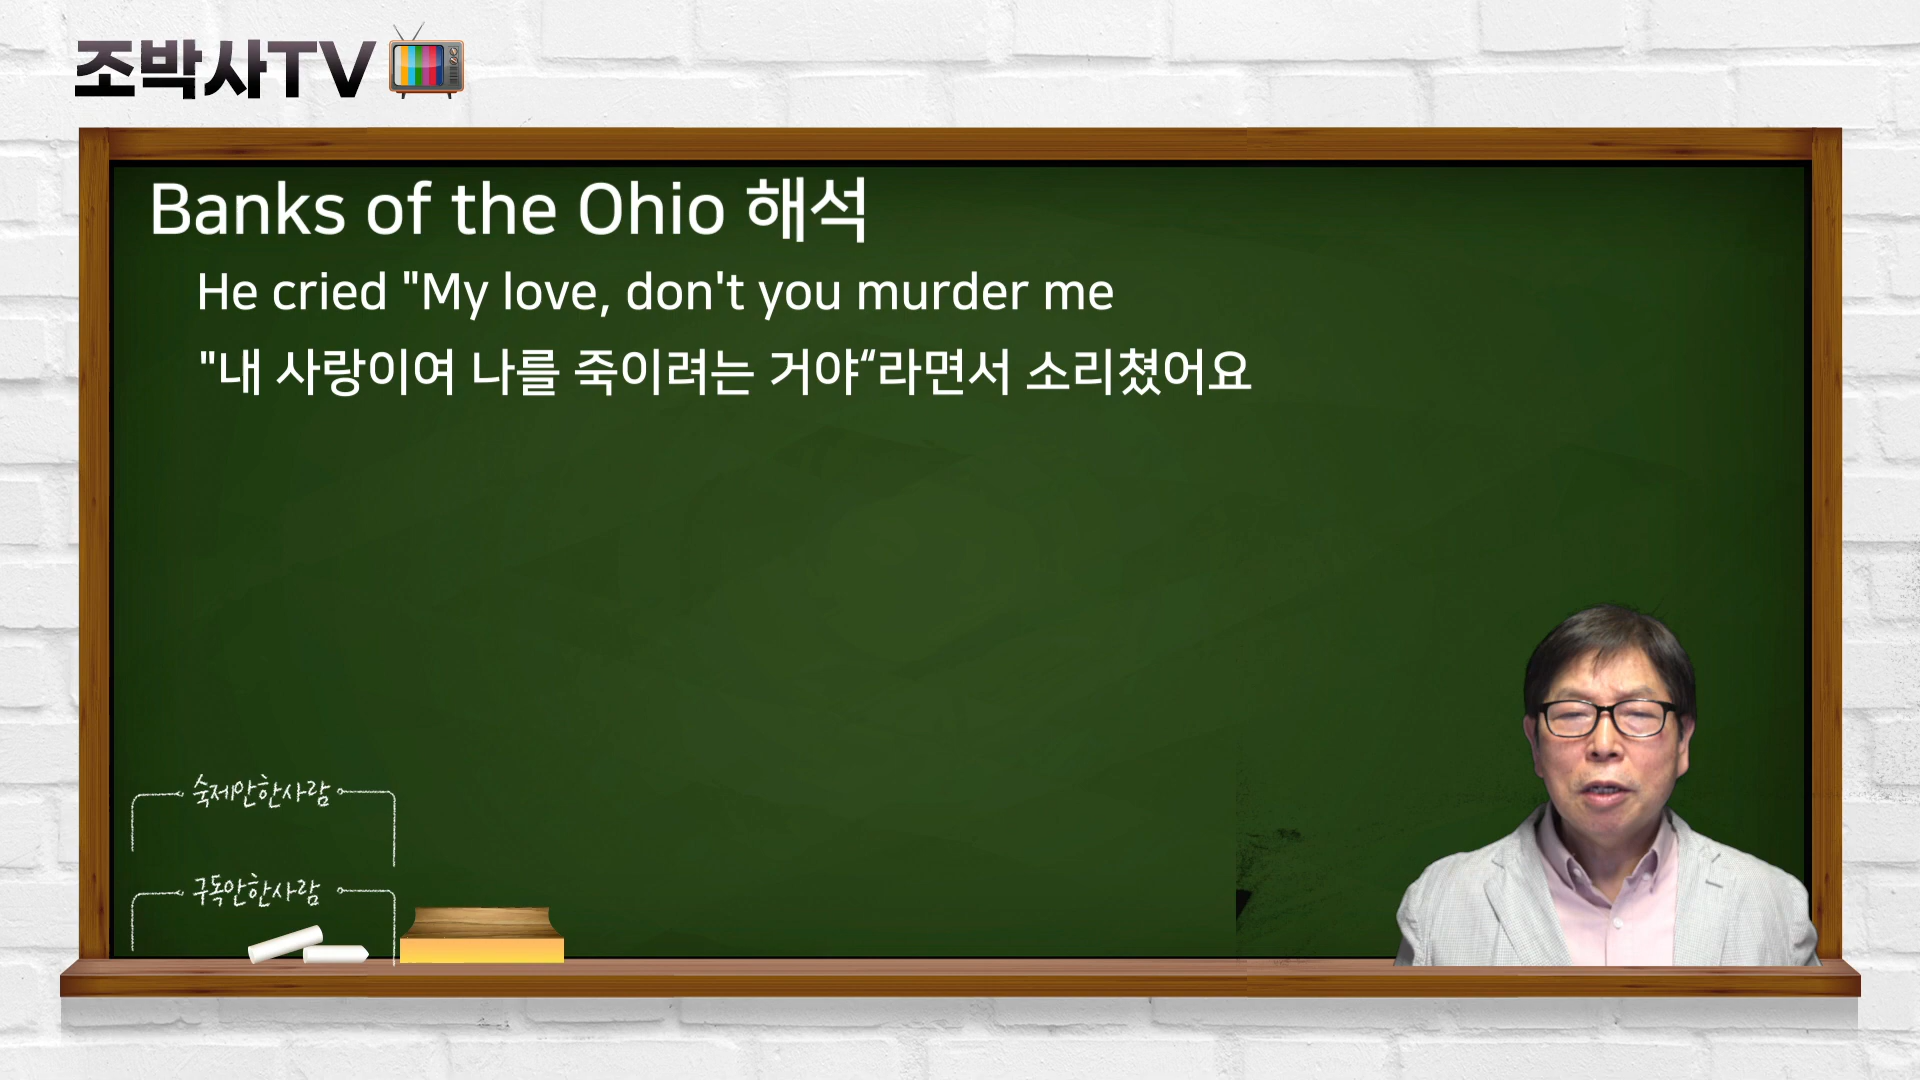 조박사TV
Banks of the Ohio 해석
He cried "My love, don't you murder me
"내 사랑이여 나를 죽이려는 거야“라면서 소리쳤어요
숙제안한사람
구독안한사람